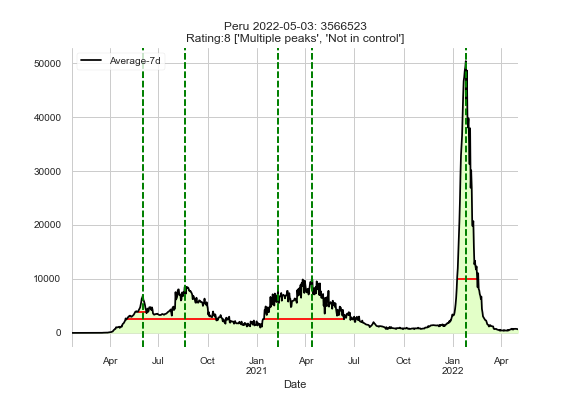 Peru 2022-05-03: 3566523
Rating:8 ['Multiple peaks', 'Not in control']
Average-7d
50000
40000
30000
20000
10000
0
Apr Jul Oct Jan Apr Jul Oct Jan Apr
2021 2022
Date